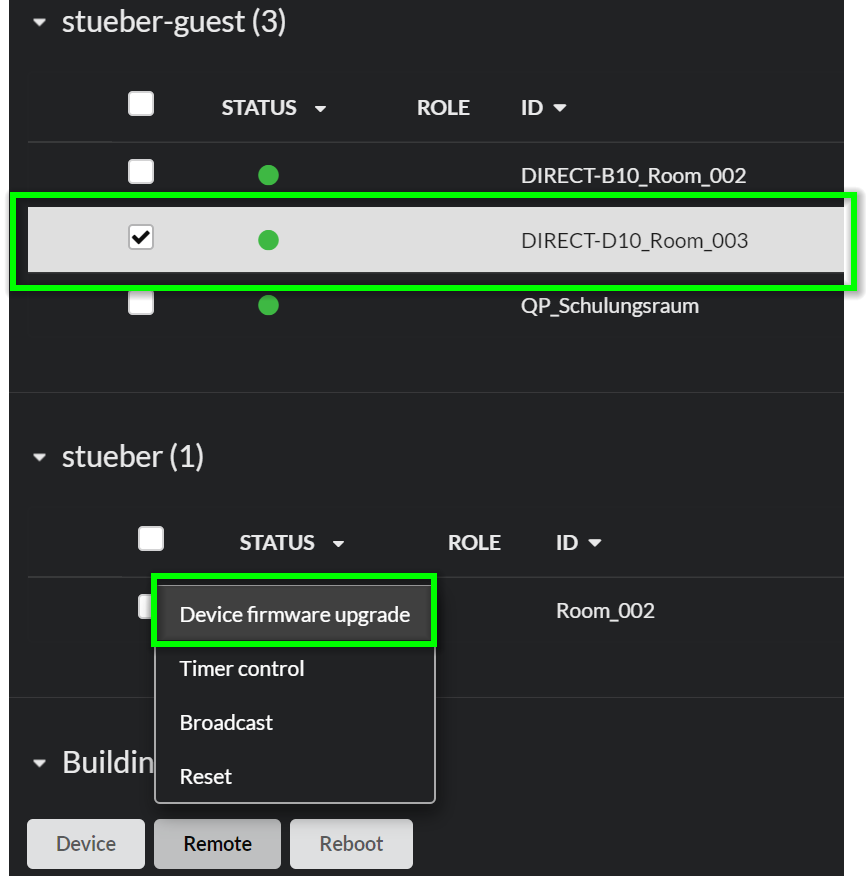 stueber-guest (3)
STATUS ROLE ID
DIRECT-B10_Room_002
DIRECT-D10_Room_003
QP_Schulungsraum
stueber (1)
STATUS ROLE ID
Room_002
Device firmware upgrade
Timer control
Broadcast
Reset
Buildin
Device Remote Reboot